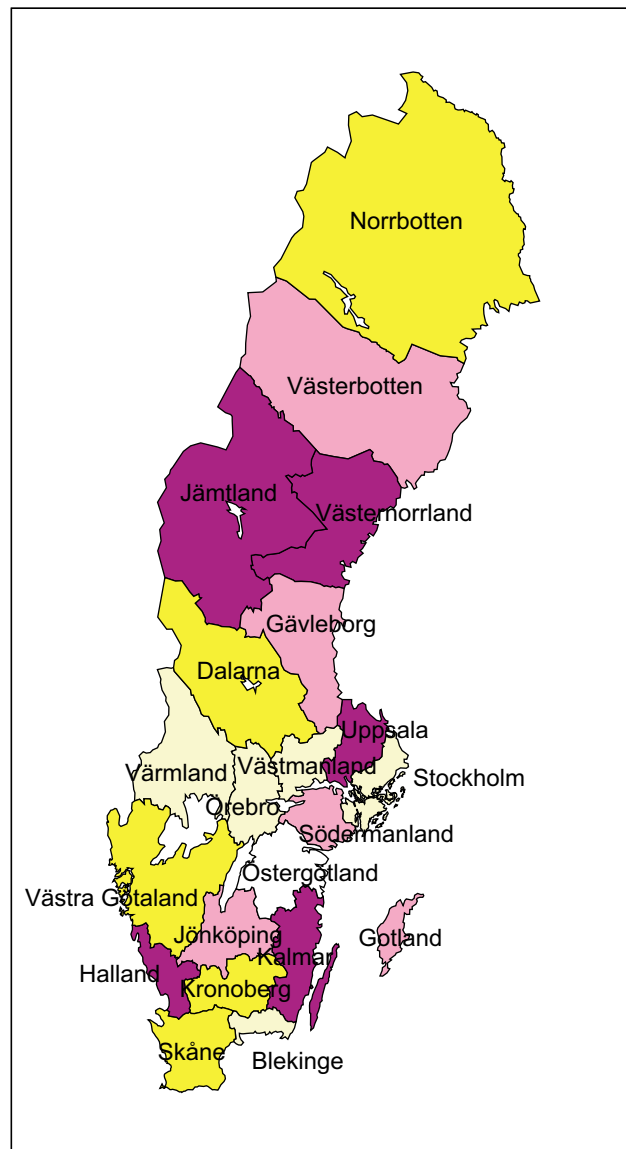 Norrbotten
Västerbotten
Jämtland
Västernorrland
Gävleborg
Dalarna
Uppsala
Värmland
Västmanland
Stockholm
Örebro
Södermanland
Östergötland
Västra Götaland
Jönköping
Gotland
Kalmar
Halland
Kronoberg
Skåne
Blekinge